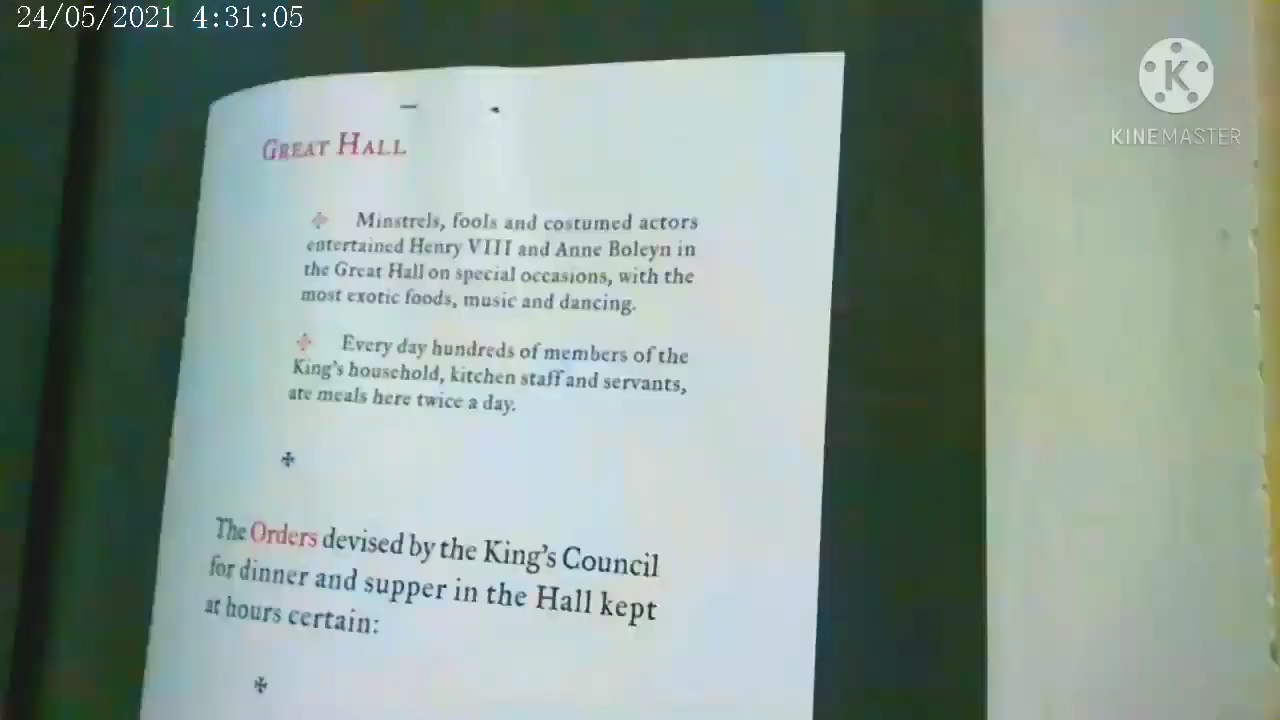 24/05/2021 4:31:05
K
KINEMASTER
GREAT HALL
Minstrels, fools and costumed actors
entertained Henry VIII and Anne Boleyn in
the Great Hall on special occasions, with the
most exotic foods, music and dancing.
Every day hundreds of members of the
King's household, kitchen staff and servants,
ate meals here twice a day.
The Orders devised by the King's Council
for dinner and supper in the Hall kept
at hours certain: